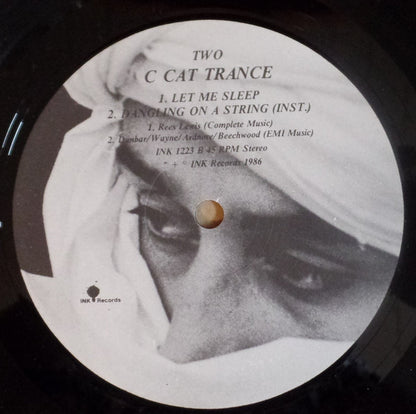 TWO
C CAT TRANCE
1. LET ME SLEEP
2. DANGLING ON A STRING (INST.)
1. Rees Lewis (Complete Music)
2. Dunbar/Wayne/Ardmore/Beechwood (EMI Music)
INK 1223 B 45 RPM Stereo
℗ + © INK Records 1986
INK Records